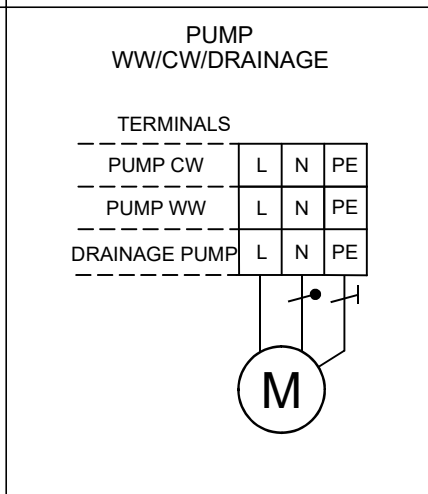 PUMP
WW/CW/DRAINAGE
TERMINALS
PUMP CW L N PE
PUMP WW L N PE
DRAINAGE PUMP L N PE
M